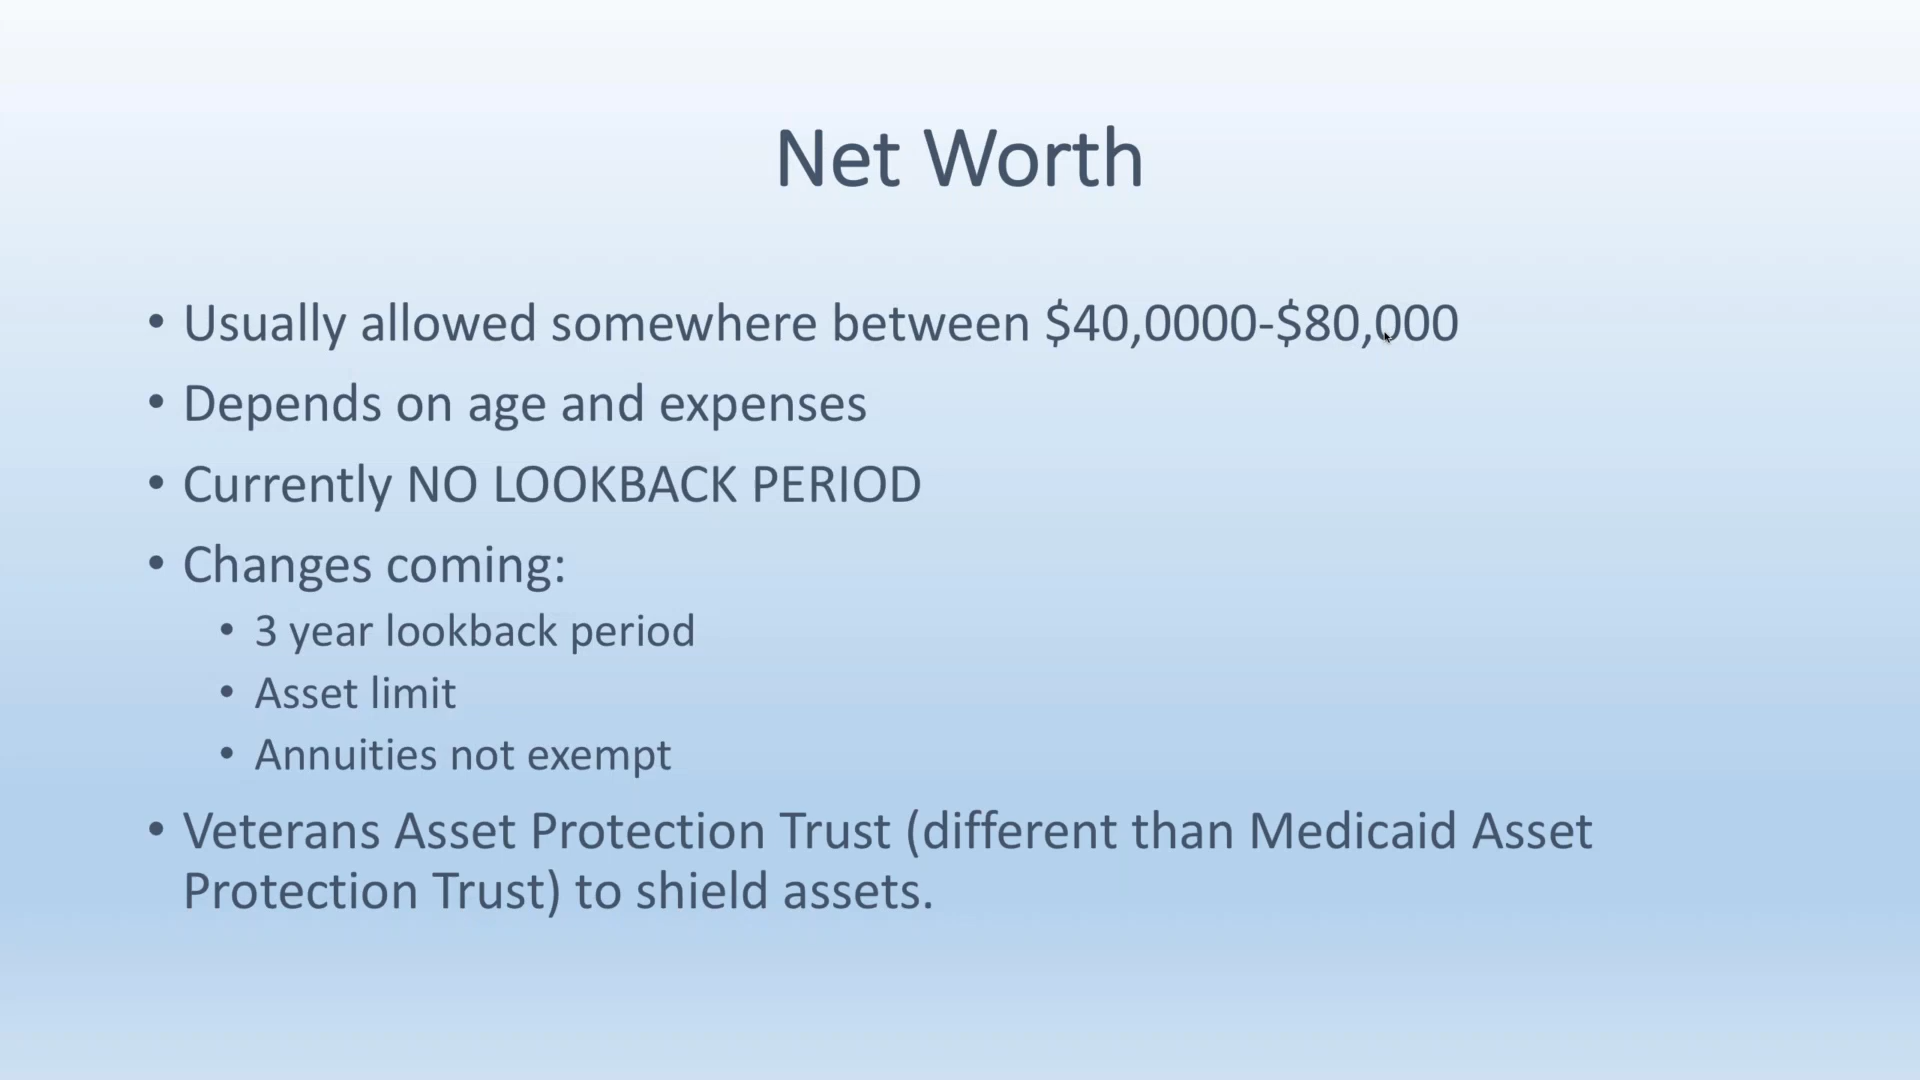 Net Worth
• Usually allowed somewhere between $40,0000-$80,000
• Depends on age and expenses
• Currently NO LOOKBACK PERIOD
• Changes coming:
• 3 year lookback period
• Asset limit
• Annuities not exempt
• Veterans Asset Protection Trust (different than Medicaid Asset
Protection Trust) to shield assets.